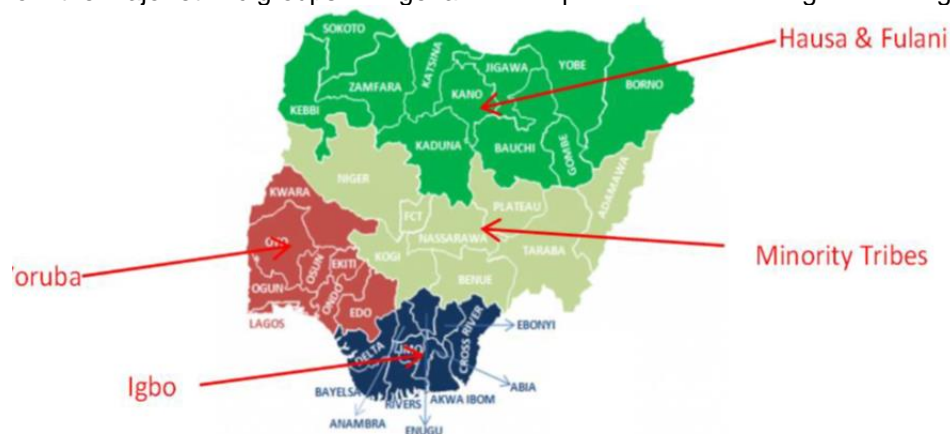 SOKOTO
KATSINA
JIGAWA
YOBE
BORNO
ZAMFARA
KANO
KEBBI
KADUNA
BAUCHI
GOMBE
ADAMAWA
Hausa & Fulani
NIGER
PLATEAU
FCT
NASSARAWA
TARABA
KOGI
BENUE
Minority Tribes
KWARA
OYO
OSUN
EKITI
OGUN
ONDO
EDO
LAGOS
oruba
DELTA
CROSS RIVER
EBONYI
Igbo
BAYELSA
RIVERS
AKWA IBOM
ABIA
ANAMBRA
ENUGU